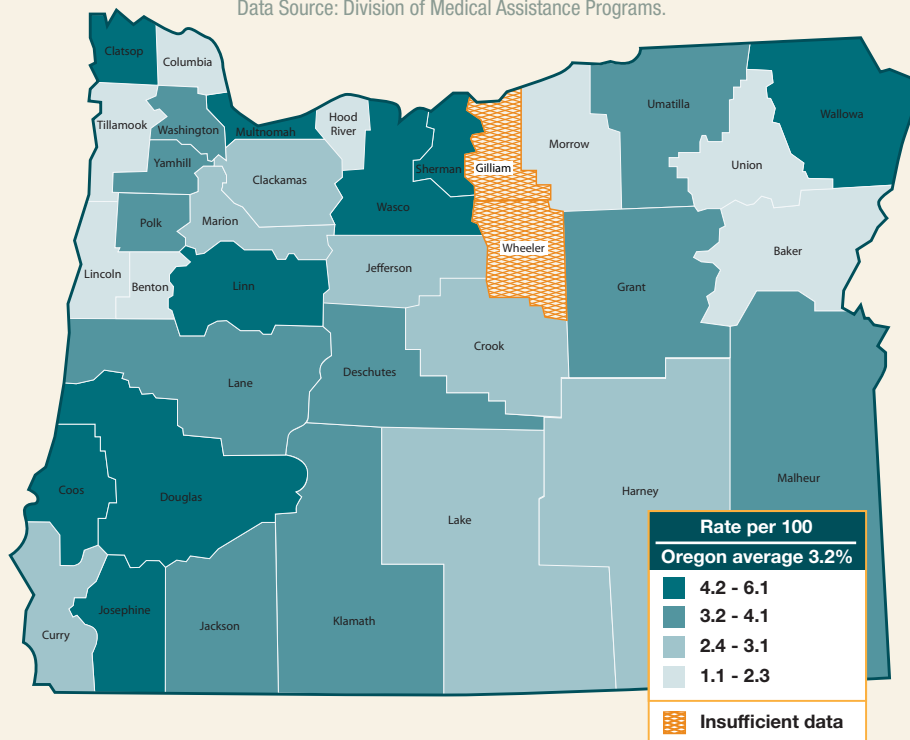 Data Source: Division of Medical Assistance Programs.
Clatsop
Columbia
Tillamook
Washington
Multnomah
Hood
River
Sherman
Gilliam
Morrow
Umatilla
Union
Wallowa
Yamhill
Clackamas
Wasco
Polk
Marion
Wheeler
Baker
Lincoln
Benton
Linn
Jefferson
Grant
Crook
Lane
Deschutes
Malheur
Coos
Douglas
Lake
Harney
Curry
Josephine
Jackson
Klamath
Rate per 100
Oregon average 3.2%
4.2 - 6.1
3.2 - 4.1
2.4 - 3.1
1.1 - 2.3
Insufficient data